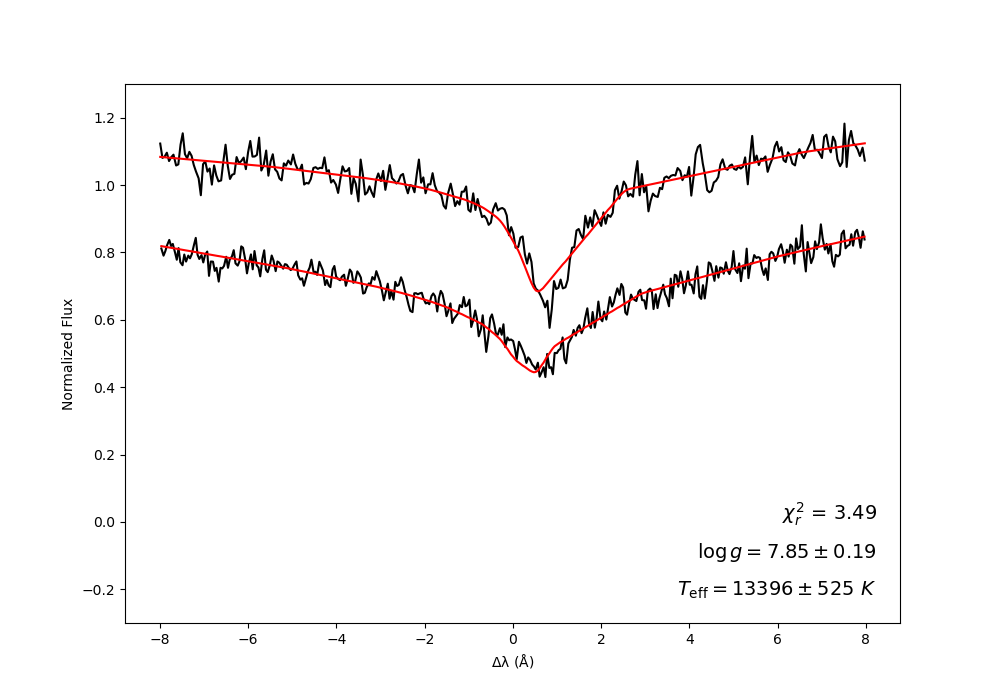 1.2
1.0
0.8
0.6
0.4
0.2
0.0
−0.2
Normalized Flux
χ²ᵣ = 3.49
log g = 7.85 ± 0.19
T_eff = 13396 ± 525 K
−8 −6 −4 −2 0 2 4 6 8
Δλ (Å)